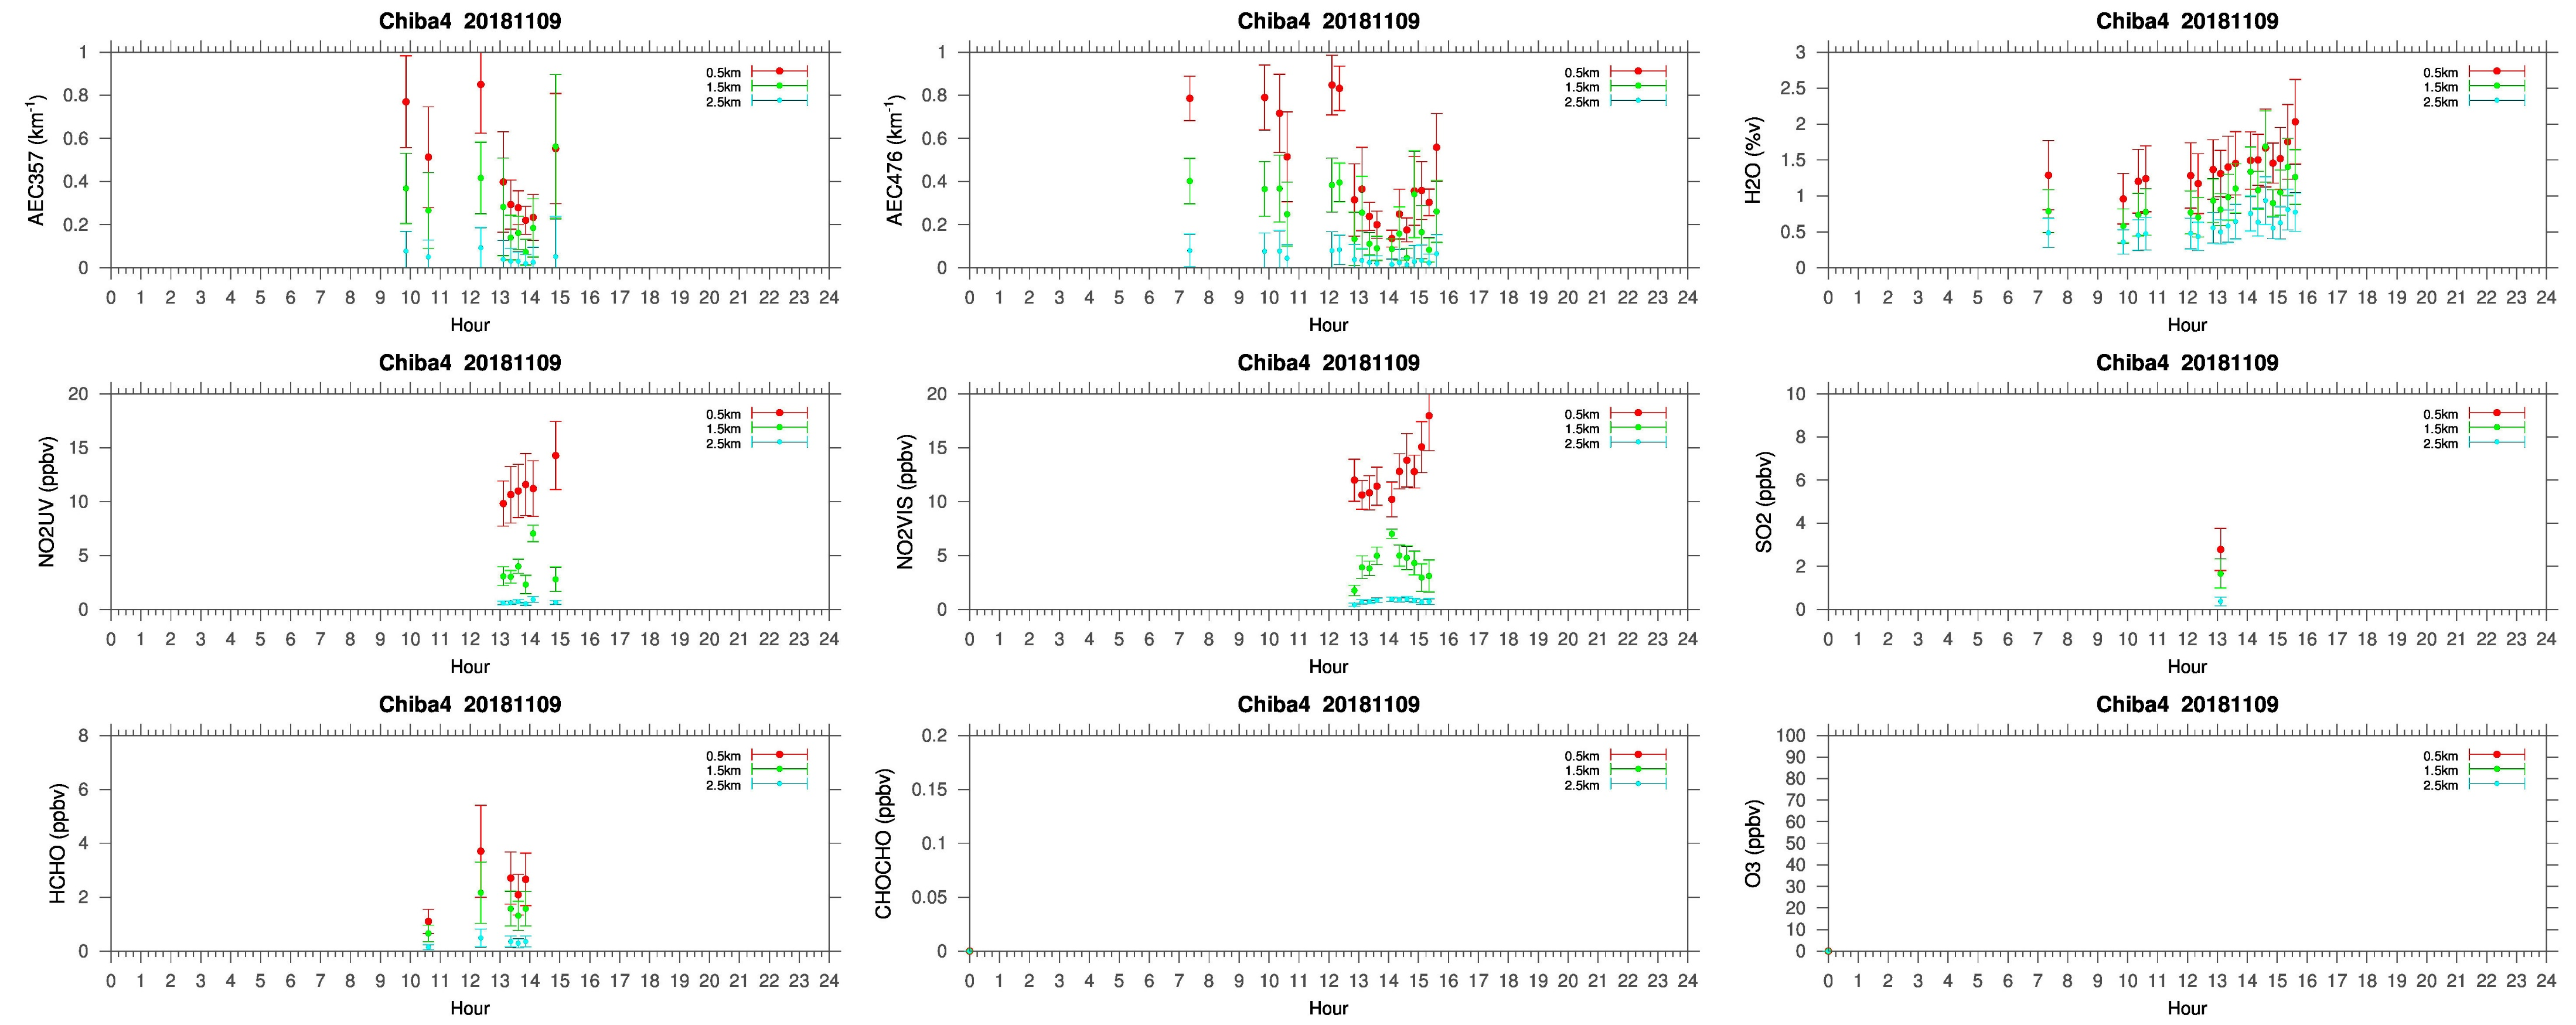 Chiba4 20181109
AEC357 (km-1)
1
0.8
0.6
0.4
0.2
0
0.5km
1.5km
2.5km
0 1 2 3 4 5 6 7 8 9 10 11 12 13 14 15 16 17 18 19 20 21 22 23 24
Hour
Chiba4 20181109
AEC476 (km-1)
1
0.8
0.6
0.4
0.2
0
0.5km
1.5km
2.5km
0 1 2 3 4 5 6 7 8 9 10 11 12 13 14 15 16 17 18 19 20 21 22 23 24
Hour
Chiba4 20181109
H2O (%v)
3
2.5
2
1.5
1
0.5
0
0.5km
1.5km
2.5km
0 1 2 3 4 5 6 7 8 9 10 11 12 13 14 15 16 17 18 19 20 21 22 23 24
Hour
Chiba4 20181109
NO2UV (ppbv)
20
15
10
5
0
0.5km
1.5km
2.5km
0 1 2 3 4 5 6 7 8 9 10 11 12 13 14 15 16 17 18 19 20 21 22 23 24
Hour
Chiba4 20181109
NO2VIS (ppbv)
20
15
10
5
0
0.5km
1.5km
2.5km
0 1 2 3 4 5 6 7 8 9 10 11 12 13 14 15 16 17 18 19 20 21 22 23 24
Hour
Chiba4 20181109
SO2 (ppbv)
10
8
6
4
2
0
0.5km
1.5km
2.5km
0 1 2 3 4 5 6 7 8 9 10 11 12 13 14 15 16 17 18 19 20 21 22 23 24
Hour
Chiba4 20181109
HCHO (ppbv)
8
6
4
2
0
0.5km
1.5km
2.5km
0 1 2 3 4 5 6 7 8 9 10 11 12 13 14 15 16 17 18 19 20 21 22 23 24
Hour
Chiba4 20181109
CHOCHO (ppbv)
0.2
0.15
0.1
0.05
0
0.5km
1.5km
2.5km
0 1 2 3 4 5 6 7 8 9 10 11 12 13 14 15 16 17 18 19 20 21 22 23 24
Hour
Chiba4 20181109
O3 (ppbv)
100
90
80
70
60
50
40
30
20
10
0
0.5km
1.5km
2.5km
0 1 2 3 4 5 6 7 8 9 10 11 12 13 14 15 16 17 18 19 20 21 22 23 24
Hour